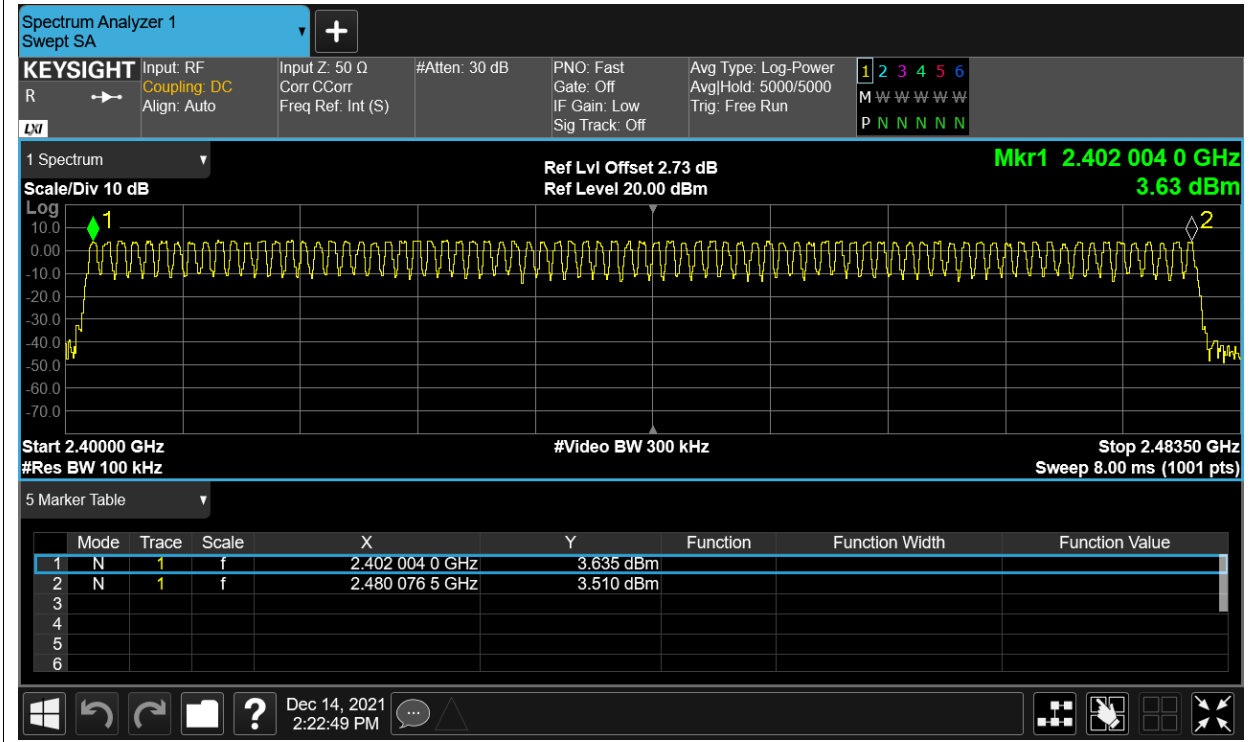 Spectrum Analyzer 1
Swept SA
+
KEYSIGHT
R
LXI
Input: RF
Coupling: DC
Align: Auto
Input Z: 50 Ω
Corr CCorr
Freq Ref: Int (S)
#Atten: 30 dB
PNO: Fast
Gate: Off
IF Gain: Low
Sig Track: Off
Avg Type: Log-Power
Avg|Hold: 5000/5000
Trig: Free Run
1 2 3 4 5 6
M W W W W W
P N N N N N
1 Spectrum
Scale/Div 10 dB
Ref Lvl Offset 2.73 dB
Ref Level 20.00 dBm
Mkr1 2.402 004 0 GHz
3.63 dBm
Log
10.0
0.00
-10.0
-20.0
-30.0
-40.0
-50.0
-60.0
-70.0
1
2
Start 2.40000 GHz
#Res BW 100 kHz
#Video BW 300 kHz
Stop 2.48350 GHz
Sweep 8.00 ms (1001 pts)
5 Marker Table
Mode Trace Scale X Y Function Function Width Function Value
1 N 1 f 2.402 004 0 GHz 3.635 dBm
2 N 1 f 2.480 076 5 GHz 3.510 dBm
3
4
5
6
?
Dec 14, 2021
2:22:49 PM